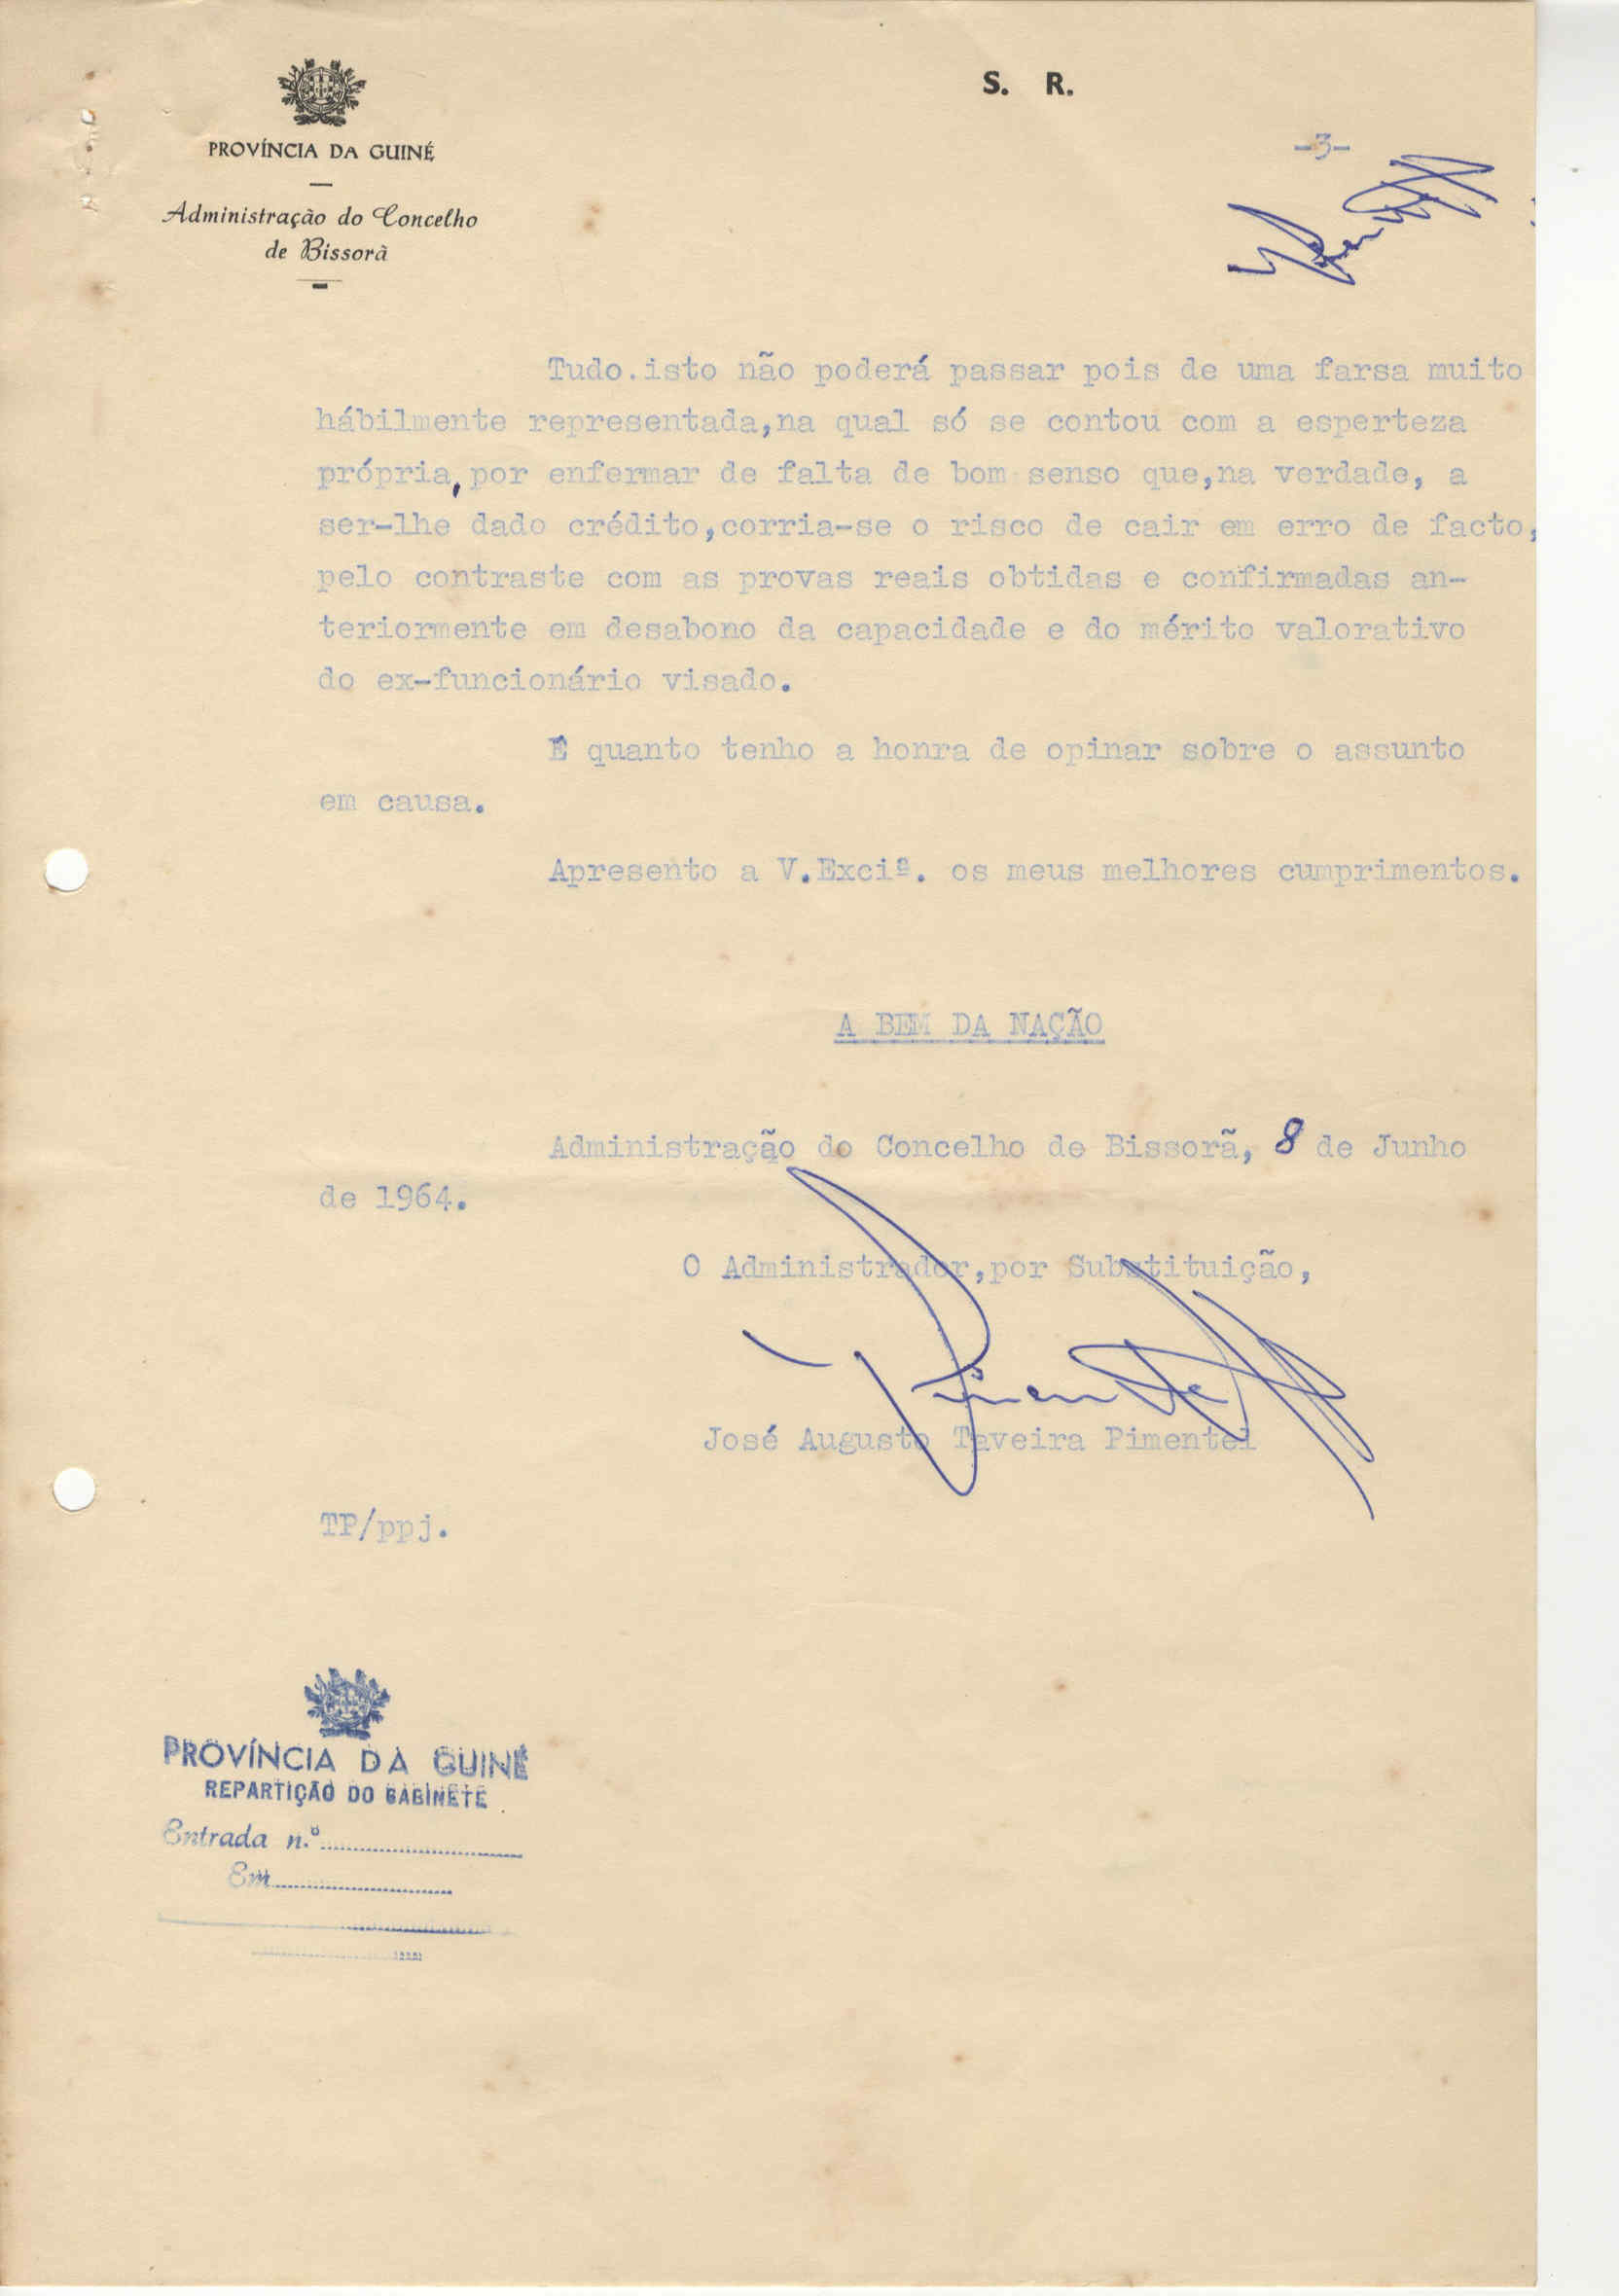 S. R.
PROVÍNCIA DA GUINÉ
Administração do Concelho
de Bissorã
-3-
Pimentel
Tudo.isto não poderá passar pois de uma farsa muito
hábilmente representada,na qual só se contou com a esperteza
própria,por enfermar de falta de bom senso que,na verdade, a
ser-lhe dado crédito,corria-se o risco de cair em erro de facto,
pelo contraste com as provas reais obtidas e confirmadas an-
teriormente em desabono da capacidade e do mérito valorativo
do ex-funcionário visado.
É quanto tenho a honra de opinar sobre o assunto
em causa.
Apresento a V.Exciª. os meus melhores cumprimentos.
A BEM DA NAÇÃO
Administração do Concelho de Bissorã, 8 de Junho
de 1964.
O Administrador,por Substituição,
Pimentel
José Augusto Taveira Pimentel
TP/ppj.
PROVÍNCIA DA GUINÉ
REPARTIÇÃO DO GABINETE
Entrada n.º
Em